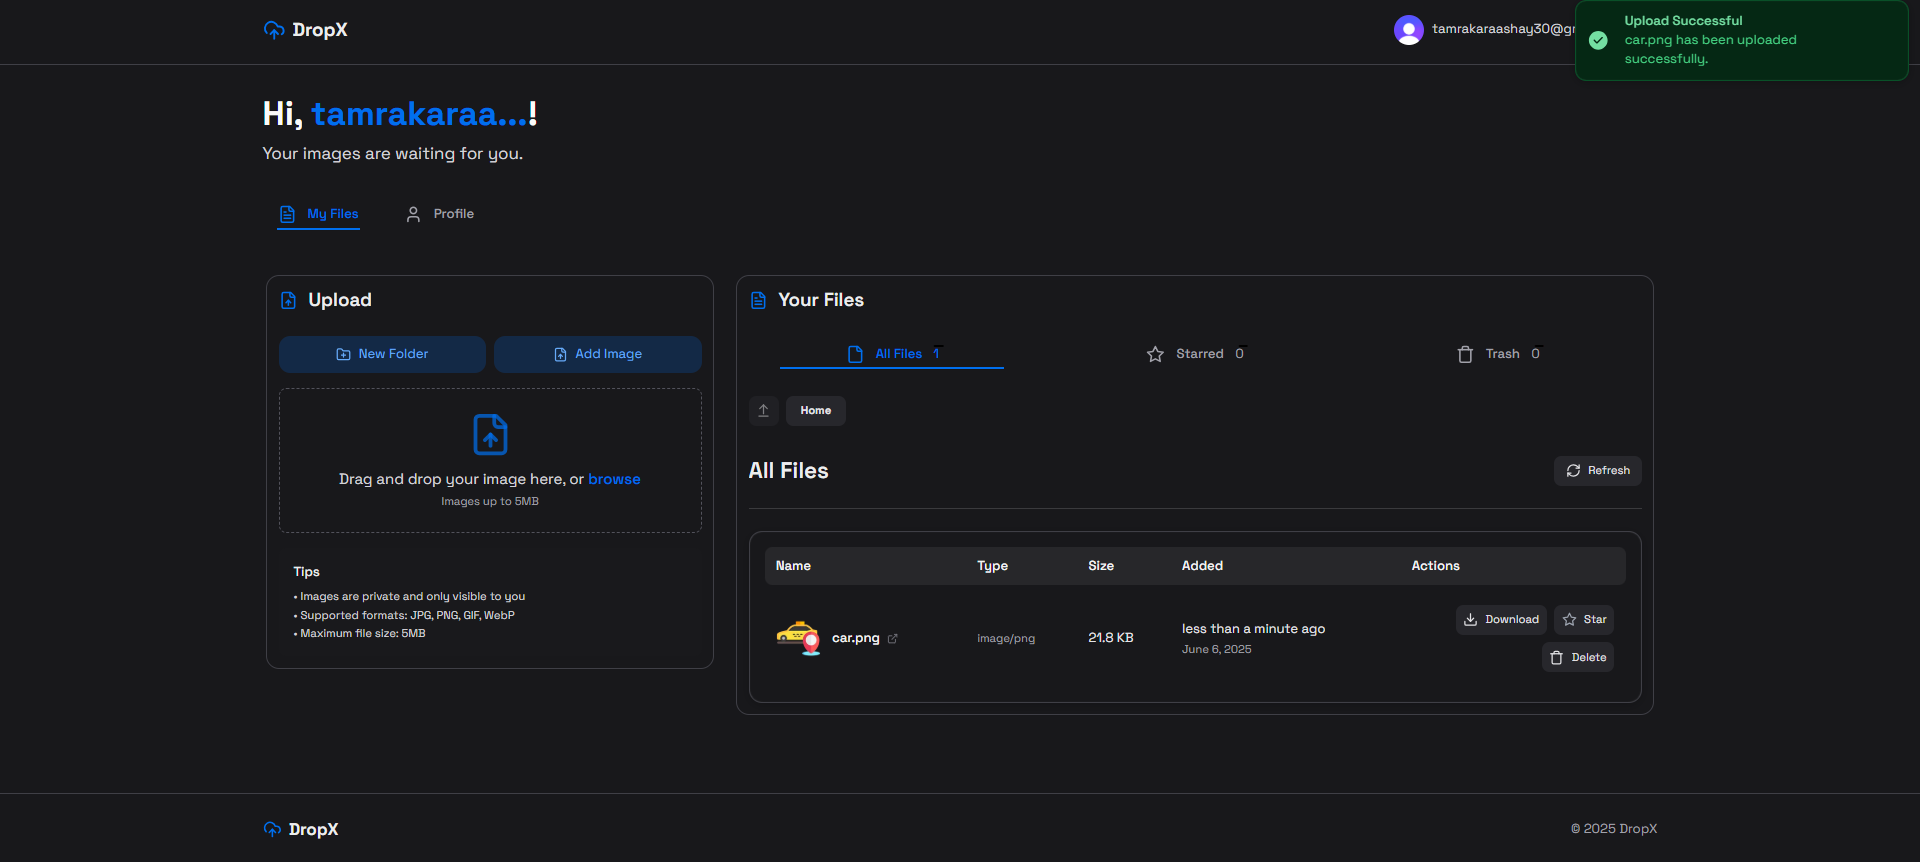 DropX
tamrakaraashay30@g
Upload Successful
car.png has been uploaded
successfully.
Hi, tamrakaraa...!
Your images are waiting for you.
My Files
Profile
Upload
New Folder
Add Image
Drag and drop your image here, or browse
Images up to 5MB
Tips
• Images are private and only visible to you
• Supported formats: JPG, PNG, GIF, WebP
• Maximum file size: 5MB
Your Files
All Files 1
Starred 0
Trash 0
Home
All Files
Refresh
Name Type Size Added Actions
car.png image/png 21.8 KB less than a minute ago
June 6, 2025
Download
Star
Delete
DropX
© 2025 DropX